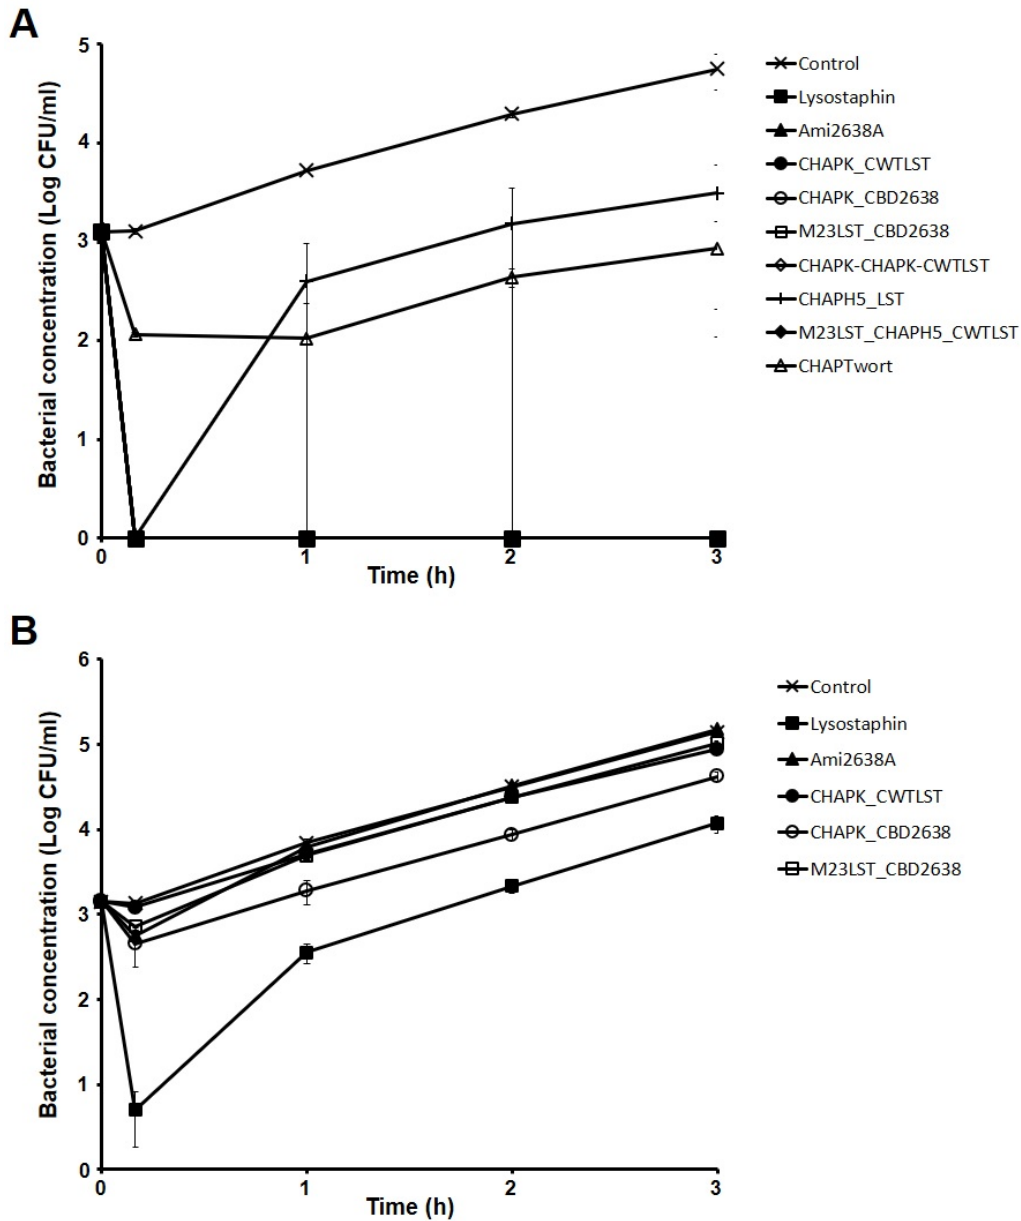 A
Bacterial concentration (Log CFU/ml)
5
4
3
2
1
0
0 1 2 3
Time (h)
Control
Lysostaphin
Ami2638A
CHAPK_CWTLST
CHAPK_CBD2638
M23LST_CBD2638
CHAPK-CHAPK-CWTLST
CHAPH5_LST
M23LST_CHAPH5_CWTLST
CHAPTwort
B
Bacterial concentration (Log CFU/ml)
6
5
4
3
2
1
0
0 1 2 3
Time (h)
Control
Lysostaphin
Ami2638A
CHAPK_CWTLST
CHAPK_CBD2638
M23LST_CBD2638